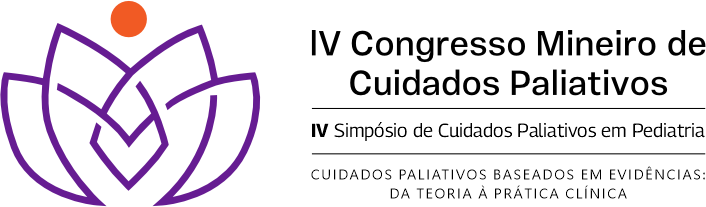 IV Congresso Mineiro de
Cuidados Paliativos
IV Simpósio de Cuidados Paliativos em Pediatria
CUIDADOS PALIATIVOS BASEADOS EM EVIDÊNCIAS:
DA TEORIA À PRÁTICA CLÍNICA